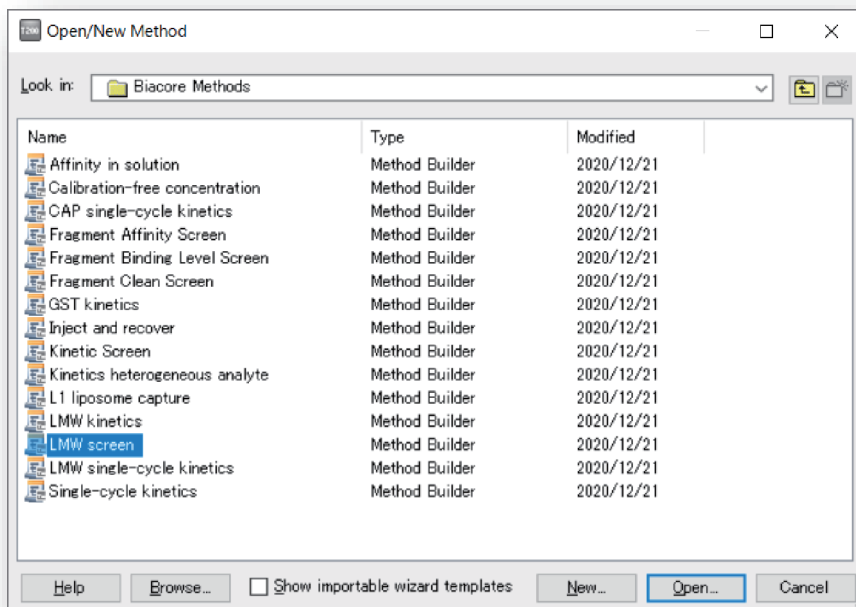 T200 Open/New Method
Look in: Biacore Methods
Name Type Modified
Affinity in solution Method Builder 2020/12/21
Calibration-free concentration Method Builder 2020/12/21
CAP single-cycle kinetics Method Builder 2020/12/21
Fragment Affinity Screen Method Builder 2020/12/21
Fragment Binding Level Screen Method Builder 2020/12/21
Fragment Clean Screen Method Builder 2020/12/21
GST kinetics Method Builder 2020/12/21
Inject and recover Method Builder 2020/12/21
Kinetic Screen Method Builder 2020/12/21
Kinetics heterogeneous analyte Method Builder 2020/12/21
L1 liposome capture Method Builder 2020/12/21
LMW kinetics Method Builder 2020/12/21
LMW screen Method Builder 2020/12/21
LMW single-cycle kinetics Method Builder 2020/12/21
Single-cycle kinetics Method Builder 2020/12/21
Help Browse... Show importable wizard templates New... Open... Cancel